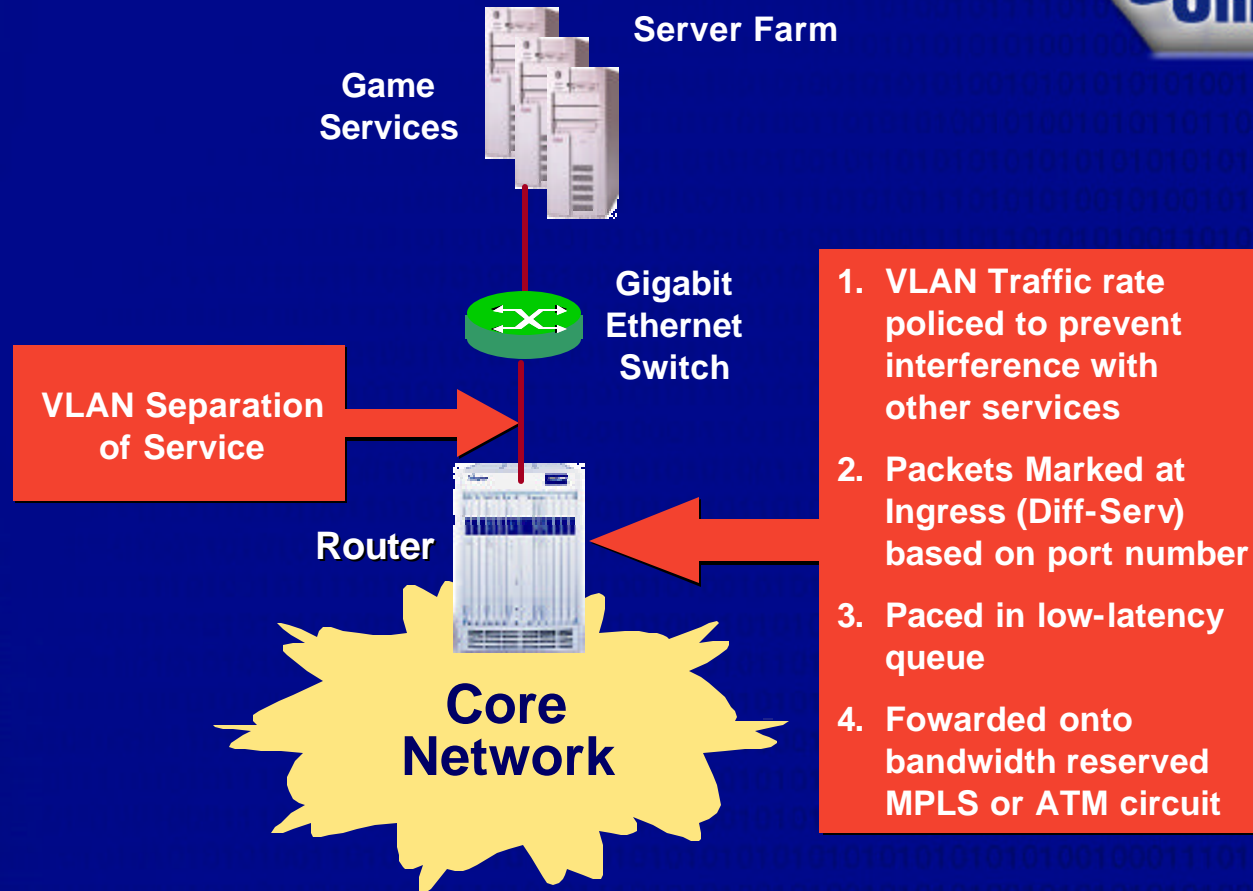 Server Farm
Game
Services
Gigabit
Ethernet
Switch
VLAN Separation
of Service
Router
Core
Network
1. VLAN Traffic rate
policed to prevent
interference with
other services
2. Packets Marked at
Ingress (Diff-Serv)
based on port number
3. Paced in low-latency
queue
4. Fowarded onto
bandwidth reserved
MPLS or ATM circuit